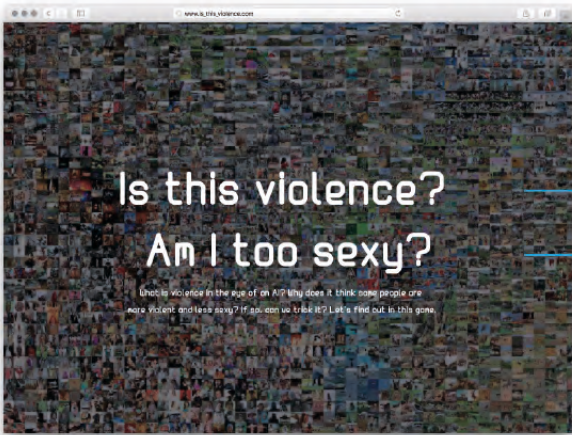 www.is_this_violence.com
Is this violence?
Am I too sexy?
What is violence in the eye of an AI? Why does it think some people are
more violent and less sexy? If so, can we trick it? Let's find out in this game.